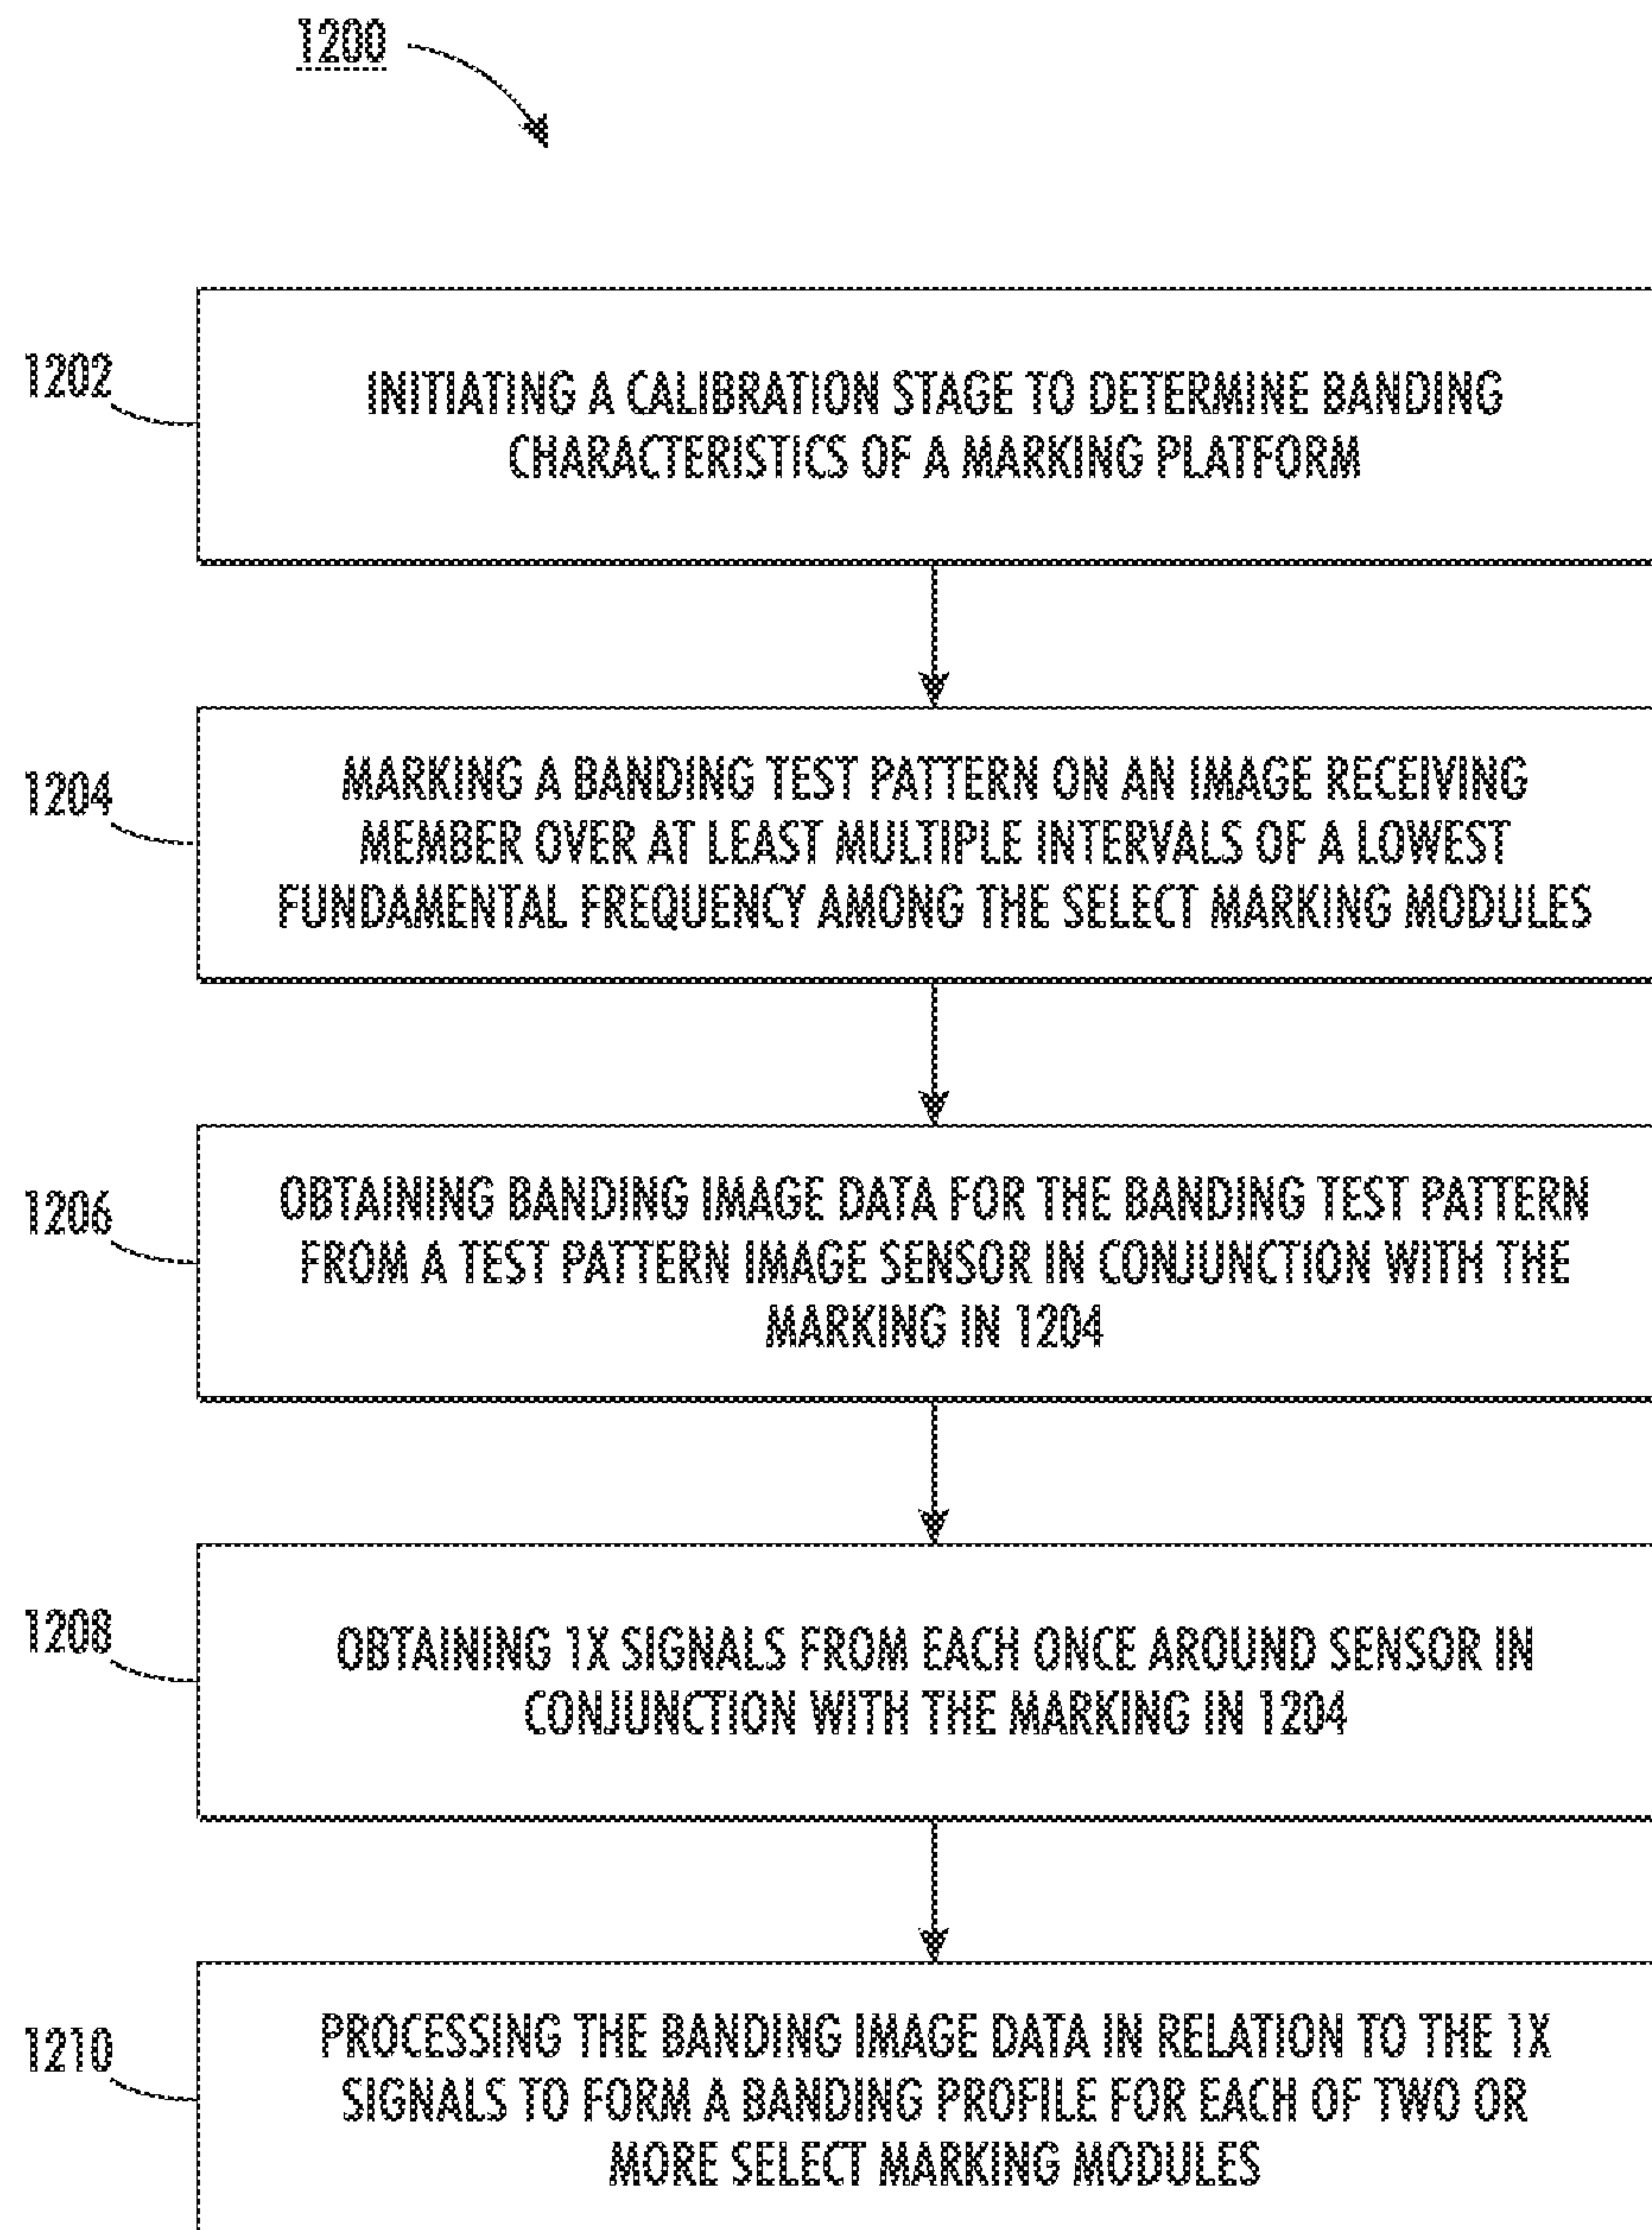 1200
1202
INITIATING A CALIBRATION STAGE TO DETERMINE BANDING
CHARACTERISTICS OF A MARKING PLATFORM
1204
MARKING A BANDING TEST PATTERN ON AN IMAGE RECEIVING
MEMBER OVER AT LEAST MULTIPLE INTERVALS OF A LOWEST
FUNDAMENTAL FREQUENCY AMONG THE SELECT MARKING MODULES
1206
OBTAINING BANDING IMAGE DATA FOR THE BANDING TEST PATTERN
FROM A TEST PATTERN IMAGE SENSOR IN CONJUNCTION WITH THE
MARKING IN 1204
1208
OBTAINING 1X SIGNALS FROM EACH ONCE AROUND SENSOR IN
CONJUNCTION WITH THE MARKING IN 1204
1210
PROCESSING THE BANDING IMAGE DATA IN RELATION TO THE 1X
SIGNALS TO FORM A BANDING PROFILE FOR EACH OF TWO OR
MORE SELECT MARKING MODULES